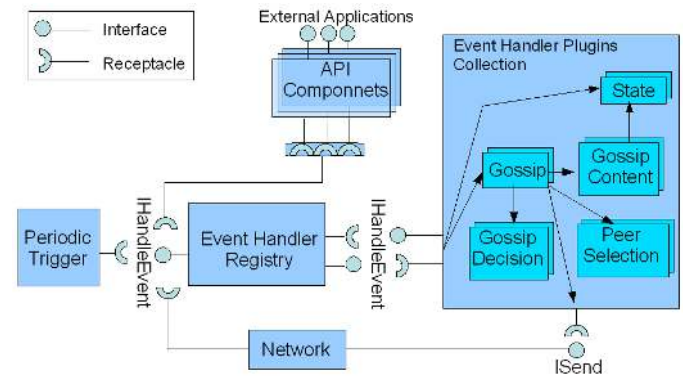 External Applications
Interface
Receptacle
API
Componnets
Event Handler Plugins
Collection
State
Gossip
Gossip
Content
Gossip
Decision
Peer
Selection
Periodic
Trigger
IHandleEvent
Event Handler
Registry
IHandleEvent
Network
ISend